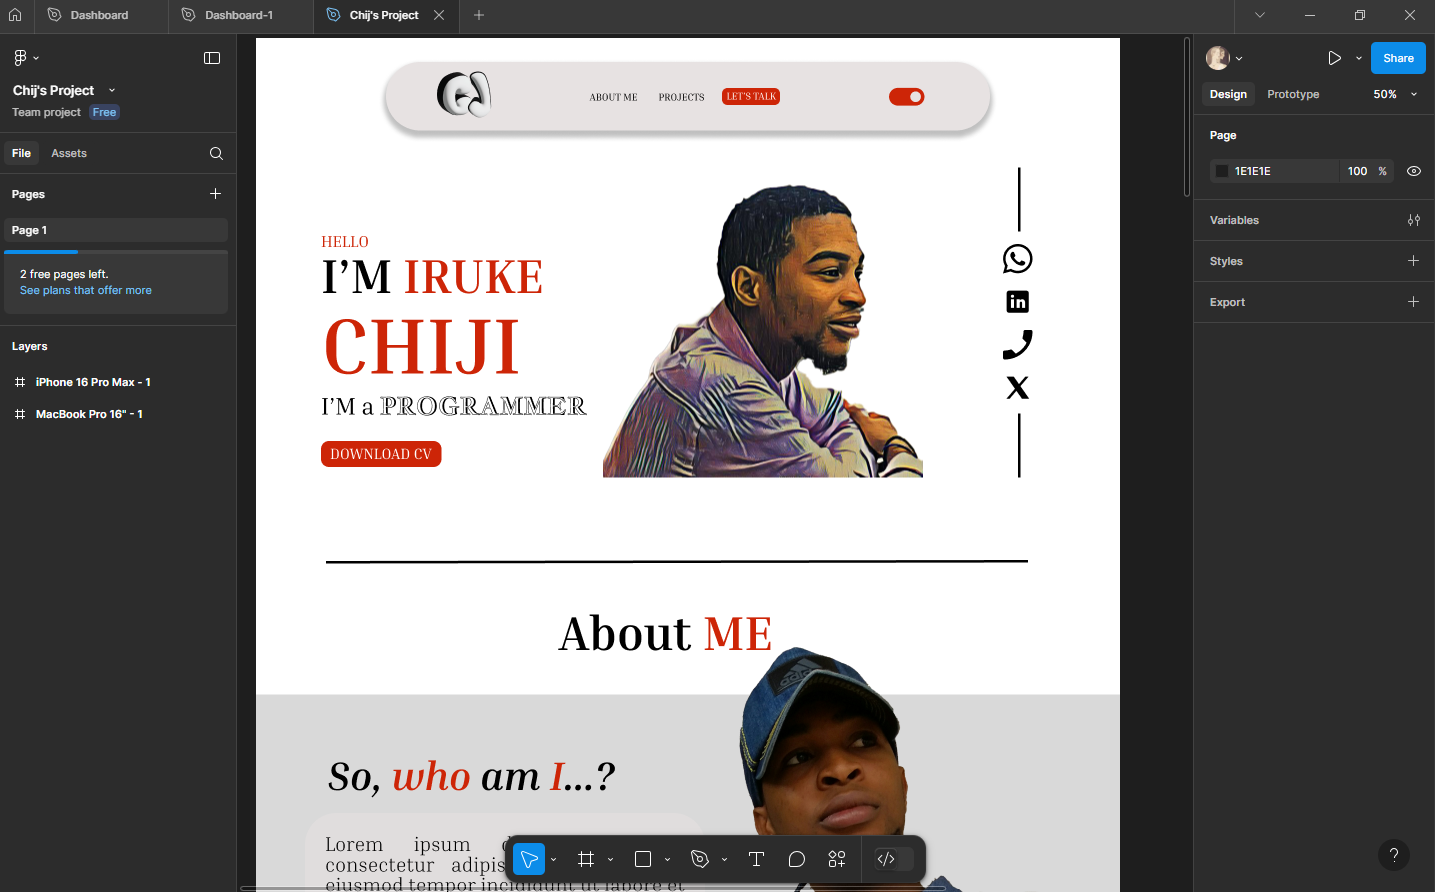 Dashboard
Dashboard-1
Chij's Project
Chij's Project
Team project Free
File Assets
Pages
Page 1
2 free pages left.
See plans that offer more
Layers
iPhone 16 Pro Max - 1
MacBook Pro 16" - 1
ABOUT ME PROJECTS LET'S TALK
HELLO
I'M IRUKE
CHIJI
I'M a PROGRAMMER
DOWNLOAD CV
in
X
About ME
adidas
So, who am I...?
Lorem ipsum
consectetur
eiusmod tempor incididunt ut labore et
Share
Design Prototype 50%
Page
1E1E1E 100 %
Variables
Styles
Export
?